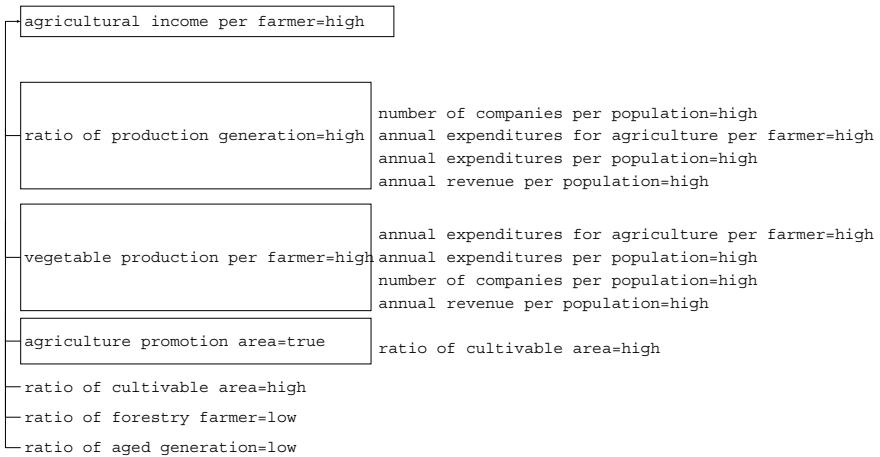 agricultural income per farmer=high
ratio of production generation=high
number of companies per population=high
annual expenditures for agriculture per farmer=high
annual expenditures per population=high
annual revenue per population=high
vegetable production per farmer=high
annual expenditures for agriculture per farmer=high
annual expenditures per population=high
number of companies per population=high
annual revenue per population=high
agriculture promotion area=true
ratio of cultivable area=high
ratio of cultivable area=high
ratio of forestry farmer=low
ratio of aged generation=low